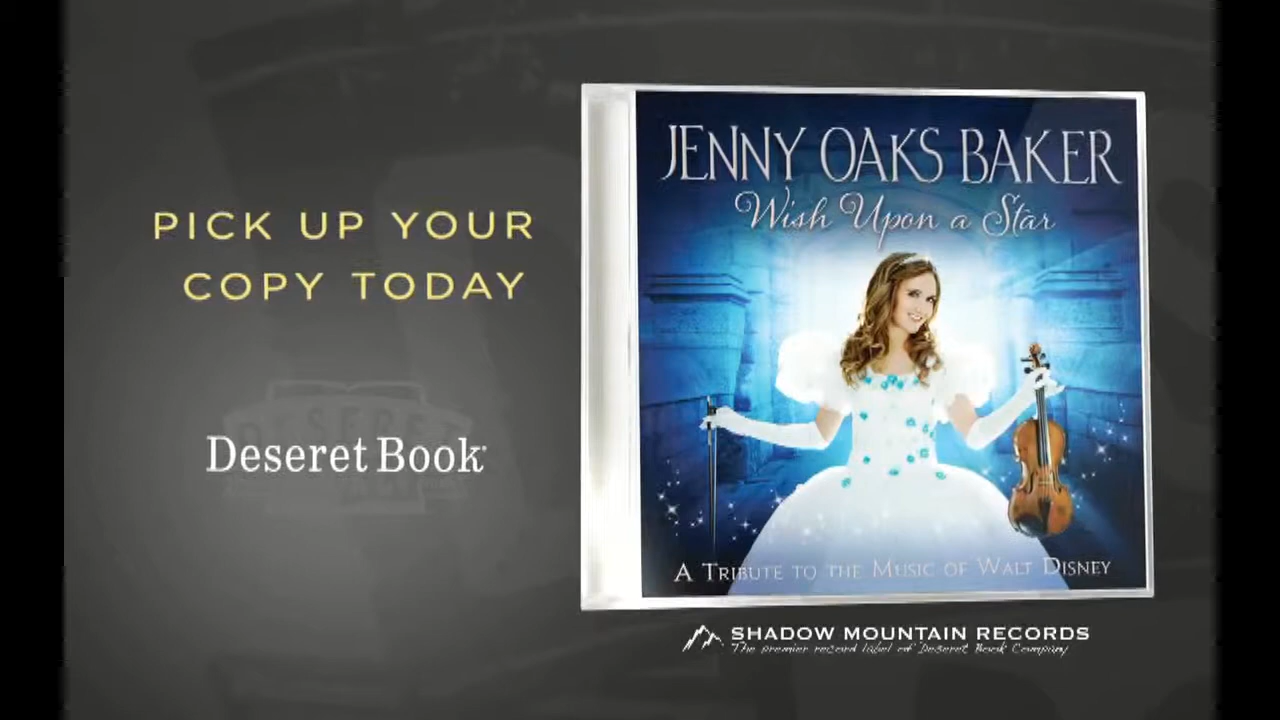 PICK UP YOUR
COPY TODAY
Deseret Book
JENNY OAKS BAKER
Wish Upon a Star
A TRIBUTE TO THE MUSIC OF WALT DISNEY
SHADOW MOUNTAIN RECORDS
The premier record label of Deseret Book Company